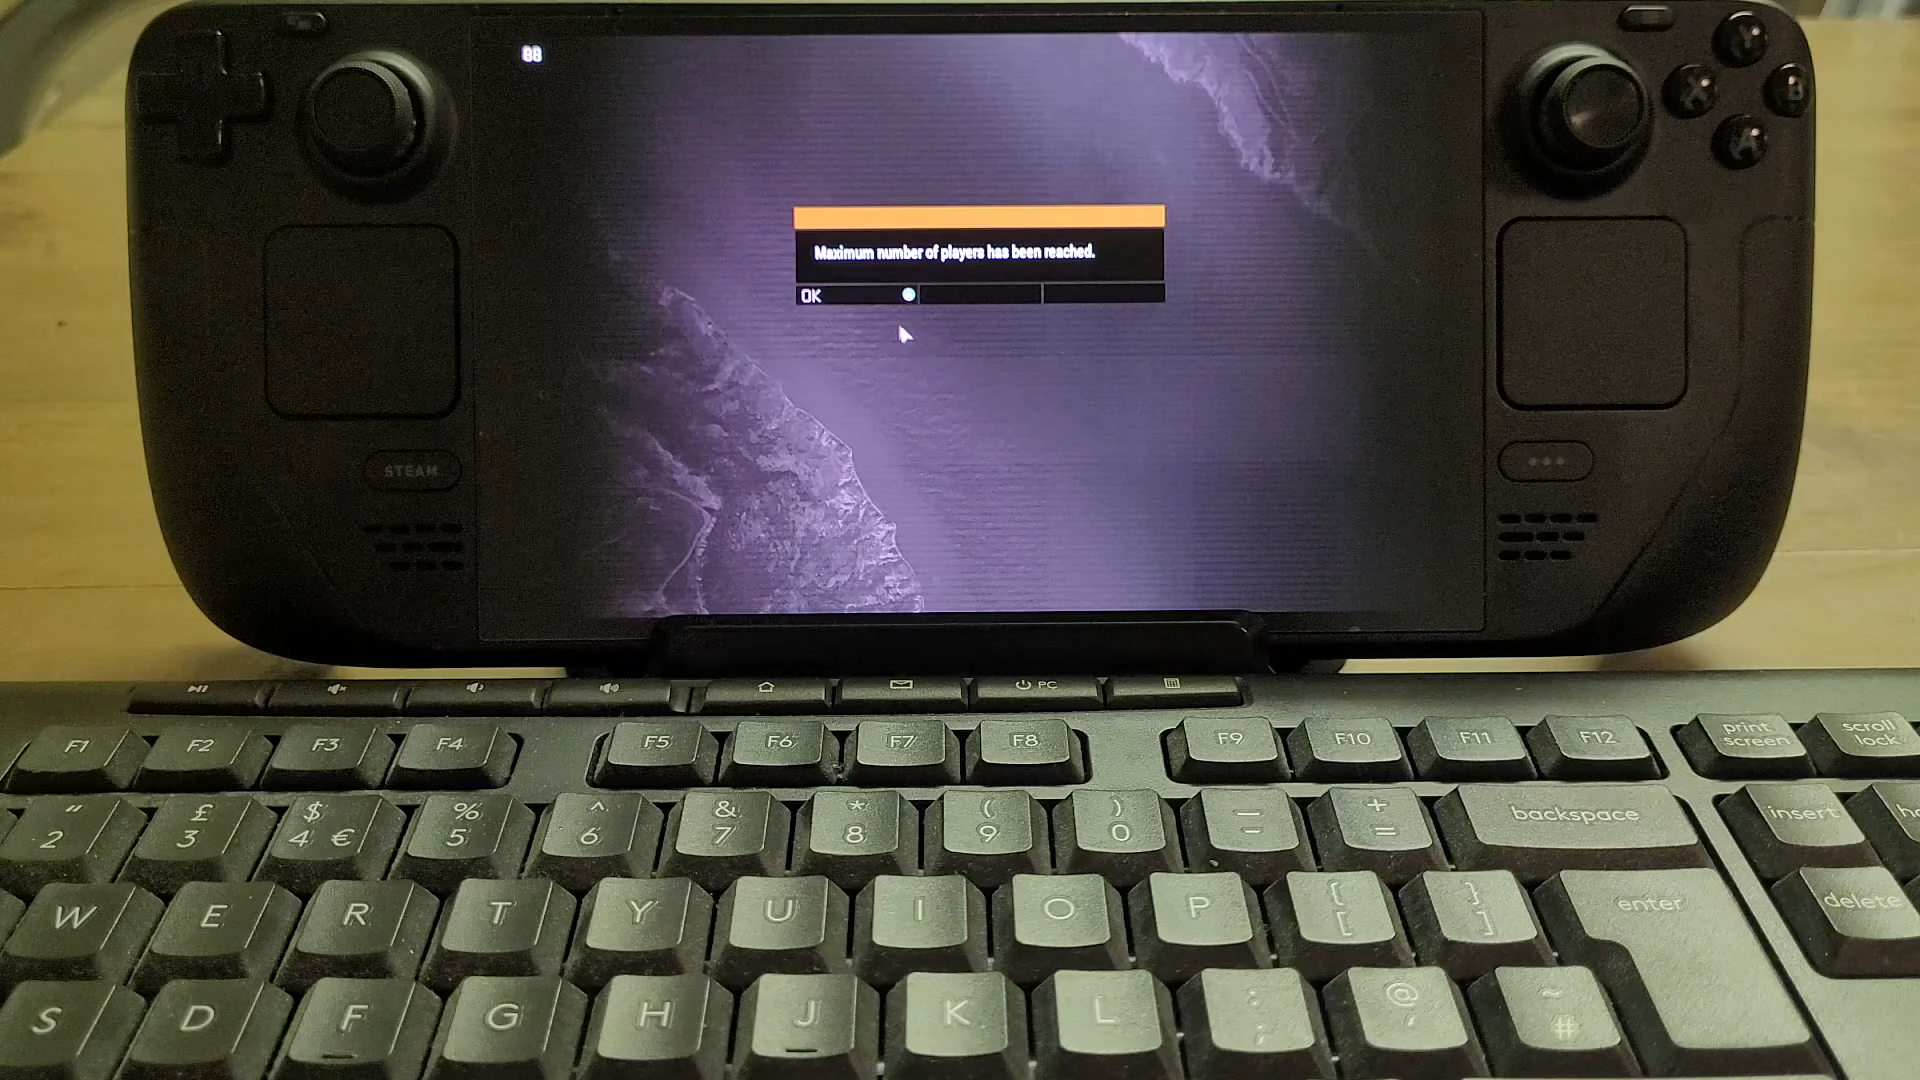 88
Maximum number of players has been reached.
OK
Y
X
B
A
STEAM
PC
F1 F2 F3 F4 F5 F6 F7 F8 F9 F10 F11 F12 print screen scroll lock
" 2 £ 3 $ 4 € % 5 ^ 6 & 7 * 8 ( 9 ) 0 _ - + = backspace insert
W E R T Y U I O P { [ } ] enter delete
S D F G H J K L : ; @ ' ~ #